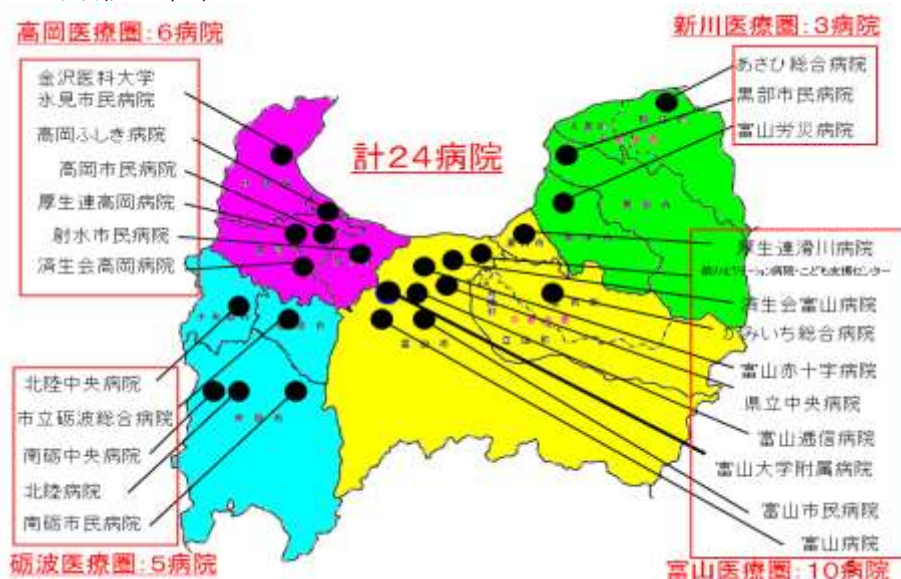 高岡医療圏:6病院
金沢医科大学
氷見市民病院
高岡ふしき病院
高岡市民病院
厚生連高岡病院
射水市民病院
済生会高岡病院
新川医療圏:3病院
あさひ総合病院
黒部市民病院
富山労災病院
計24病院
厚生連滑川病院
済生会富山病院
かみいち総合病院
富山赤十字病院
県立中央病院
富山逓信病院
富山大学附属病院
富山市民病院
富山病院
富山医療圏:10病院
北陸中央病院
市立砺波総合病院
南砺中央病院
北陸病院
南砺市民病院
砺波医療圏:5病院